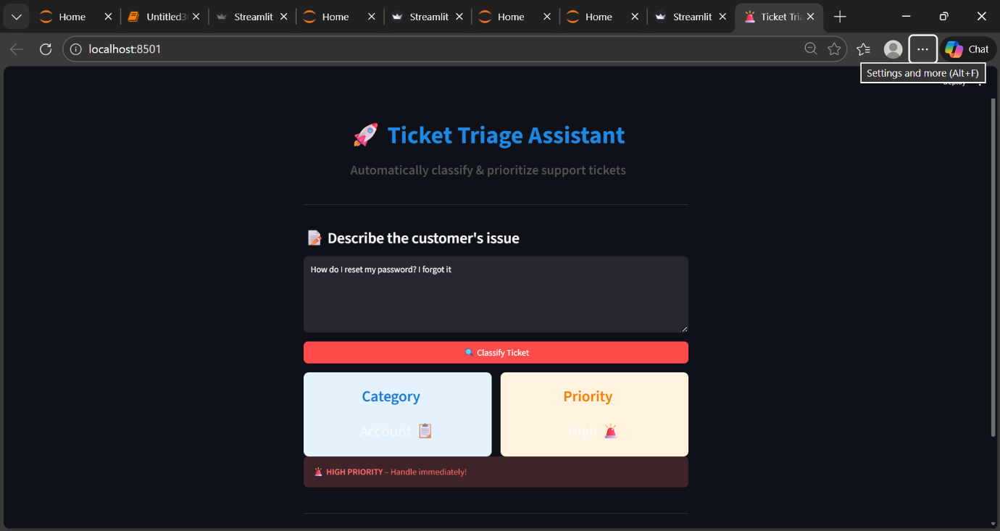 Home
Untitled3
Streamlit
Home
Streamlit
Home
Home
Streamlit
Ticket Tria
localhost:8501
Chat
Settings and more (Alt+F)
Deploy
🚀 Ticket Triage Assistant
Automatically classify & prioritize support tickets
📝 Describe the customer's issue
How do I reset my password? I forgot it
🔍 Classify Ticket
Category
Account 📋
Priority
High 🚨
🚨 HIGH PRIORITY – Handle immediately!